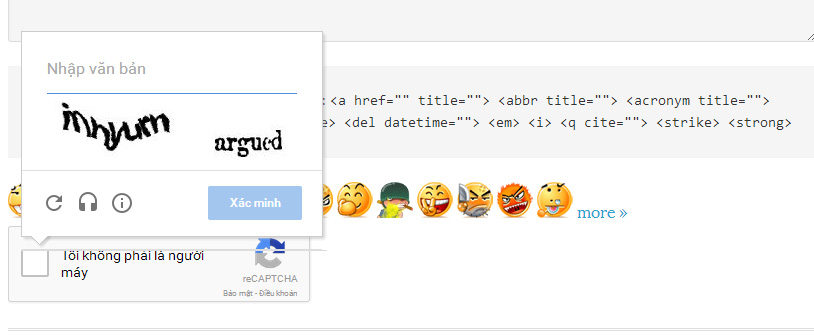 Nhập văn bản
argued
: <a href="" title=""> <abbr title=""> <acronym title="">
e> <del datetime=""> <em> <i> <q cite=""> <strike> <strong>
Xác minh
more »
Tôi không phải là người
máy
reCAPTCHA
Bảo mật - Điều khoản